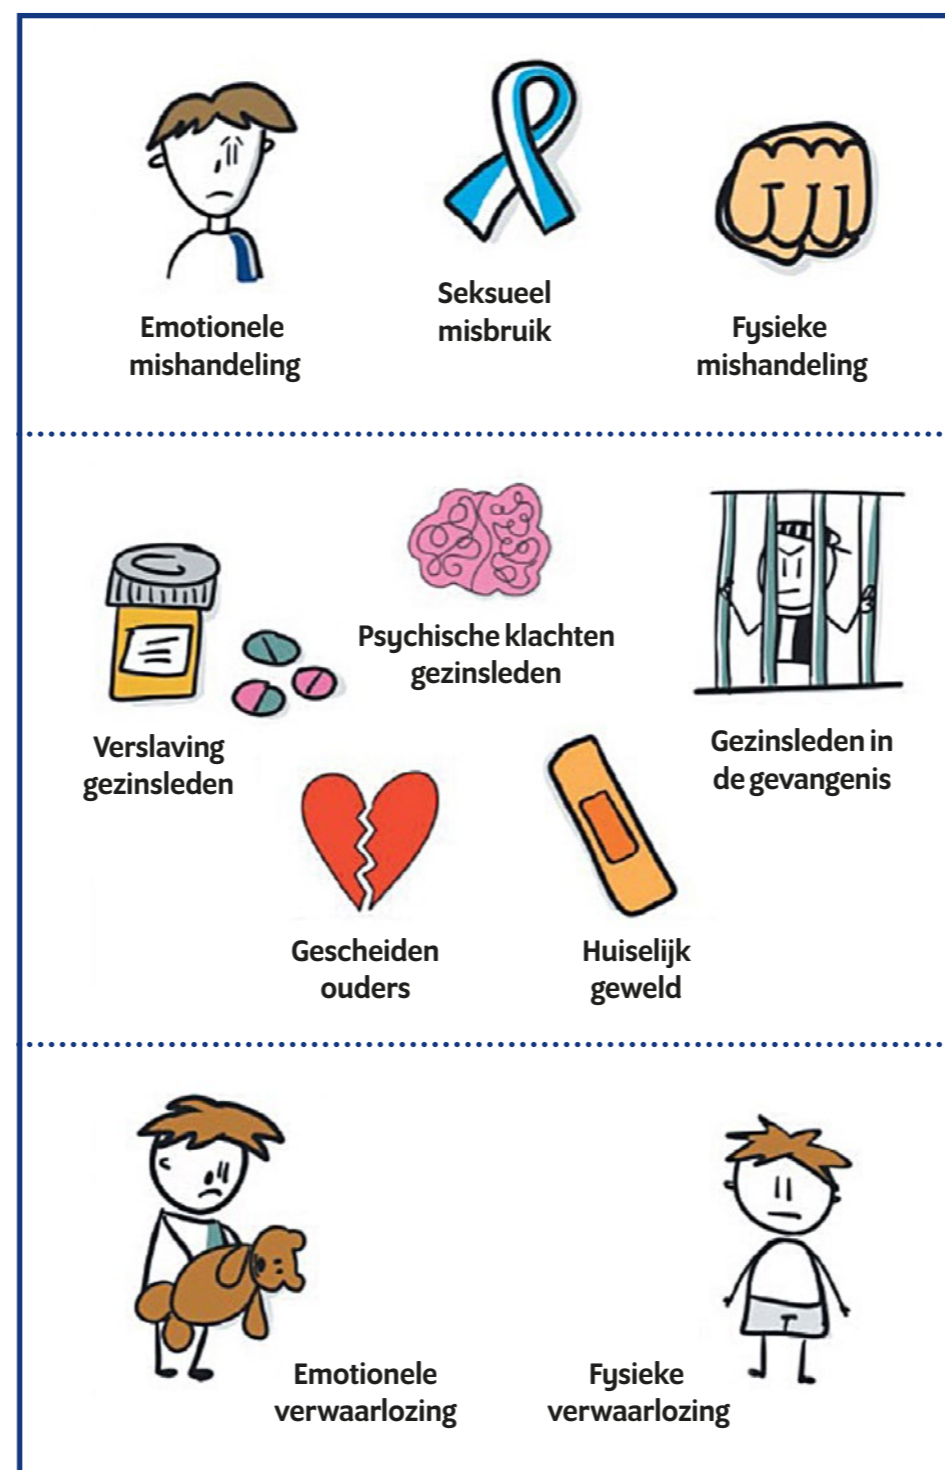 Emotionele
mishandeling
Seksueel
misbruik
Fysieke
mishandeling
Verslaving
gezinsleden
Psychische klachten
gezinsleden
Gezinsleden in
de gevangenis
Gescheiden
ouders
Huiselijk
geweld
Emotionele
verwaarlozing
Fysieke
verwaarlozing